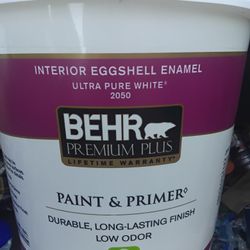 INTERIOR EGGSHELL ENAMEL
ULTRA PURE WHITE®
2050
BEHR
PREMIUM PLUS
LIFETIME WARRANTY◊
PAINT & PRIMER◊
DURABLE, LONG-LASTING FINISH
LOW ODOR